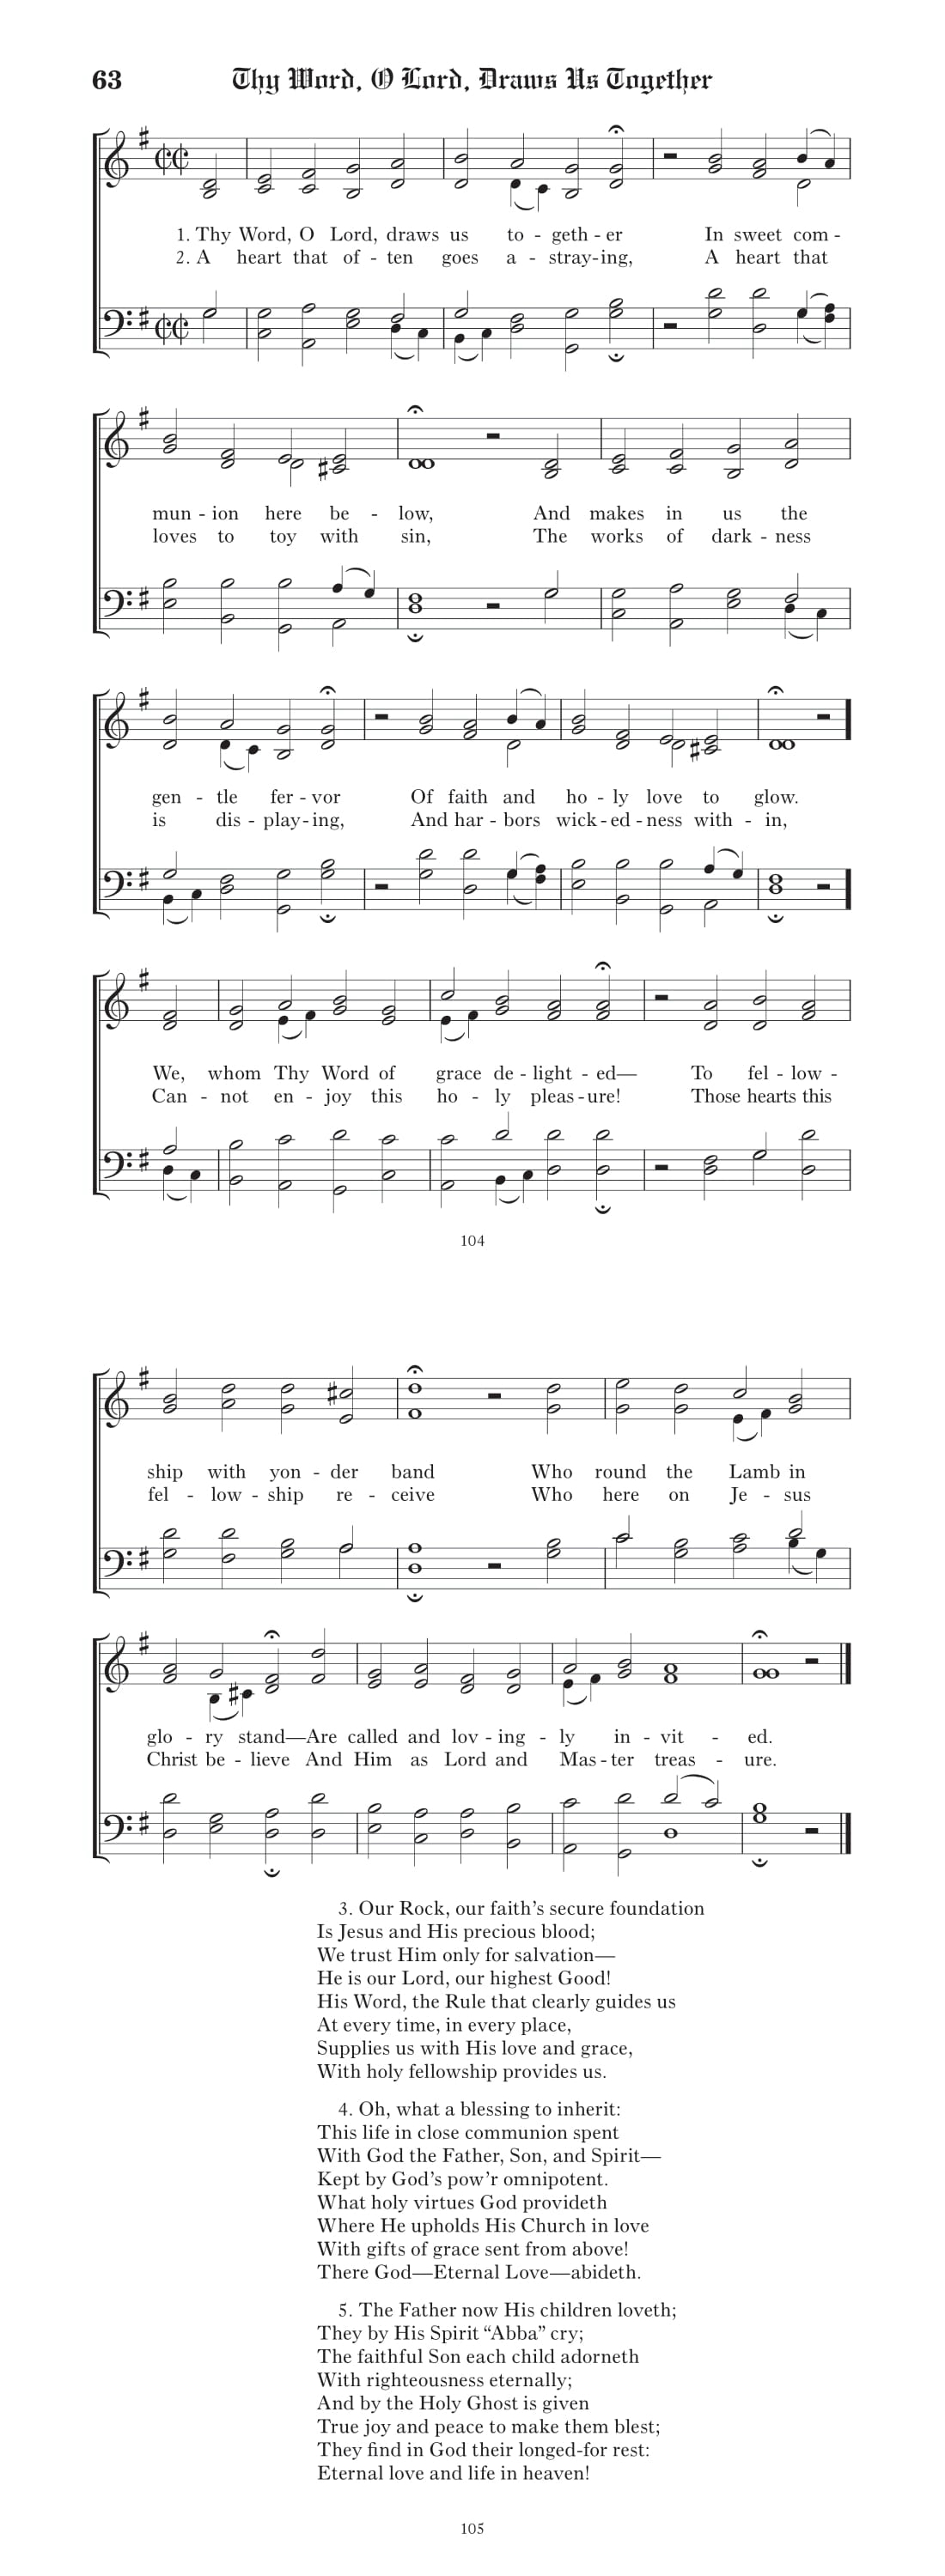 63 Thy Word, O Lord, Draws Us Together
1. Thy Word, O Lord, draws us to - geth - er In sweet com -
2. A heart that of - ten goes a - stray - ing, A heart that
mun - ion here be - low, And makes in us the
loves to toy with sin, The works of dark - ness
gen - tle fer - vor Of faith and ho - ly love to glow.
is dis - play - ing, And har - bors wick - ed - ness with - in,
We, whom Thy Word of grace de - light - ed— To fel - low -
Can - not en - joy this ho - ly pleas - ure! Those hearts this
104
ship with yon - der band Who round the Lamb in
fel - low - ship re - ceive Who here on Je - sus
glo - ry stand—Are called and lov - ing - ly in - vit - ed.
Christ be - lieve And Him as Lord and Mas - ter treas - ure.
3. Our Rock, our faith’s secure foundation
Is Jesus and His precious blood;
We trust Him only for salvation—
He is our Lord, our highest Good!
His Word, the Rule that clearly guides us
At every time, in every place,
Supplies us with His love and grace,
With holy fellowship provides us.
4. Oh, what a blessing to inherit:
This life in close communion spent
With God the Father, Son, and Spirit—
Kept by God’s pow’r omnipotent.
What holy virtues God provideth
Where He upholds His Church in love
With gifts of grace sent from above!
There God—Eternal Love—abideth.
5. The Father now His children loveth;
They by His Spirit “Abba” cry;
The faithful Son each child adorneth
With righteousness eternally;
And by the Holy Ghost is given
True joy and peace to make them blest;
They find in God their longed-for rest:
Eternal love and life in heaven!
105